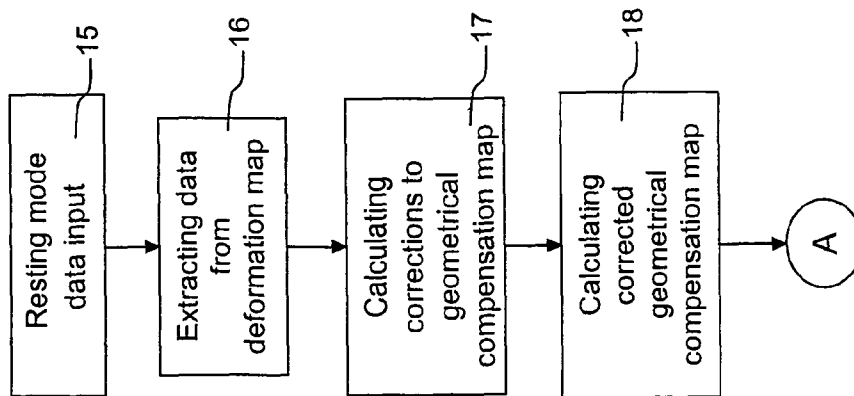 Resting mode
data input
15
Extracting data
from
deformation map
16
Calculating
corrections to
geometrical
compensation map
17
Calculating
corrected
geometrical
compensation map
18
A